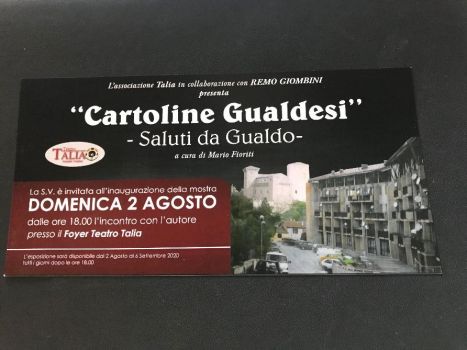 L'associazione Talia in collaborazione con REMO GIOMBINI
presenta
"Cartoline Gualdesi"
- Saluti da Gualdo-
a cura di Mario Fioriti
TALIA
La S.V. è invitata all'inaugurazione della mostra
DOMENICA 2 AGOSTO
dalle ore 18.00 l'incontro con l'autore
presso il Foyer Teatro Talia
L'esposizione sarà disponibile dal 2 Agosto al 6 Settembre 2020
tutti i giorni dopo le ore 18.00